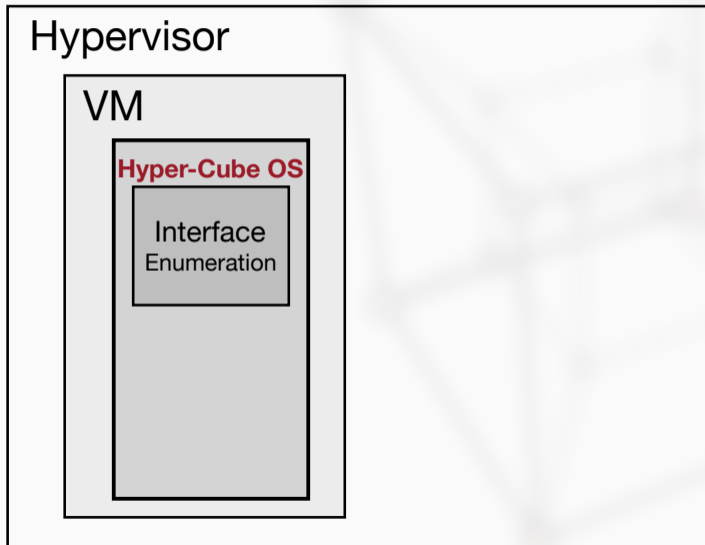 Hypervisor
VM
Hyper-Cube OS
Interface
Enumeration